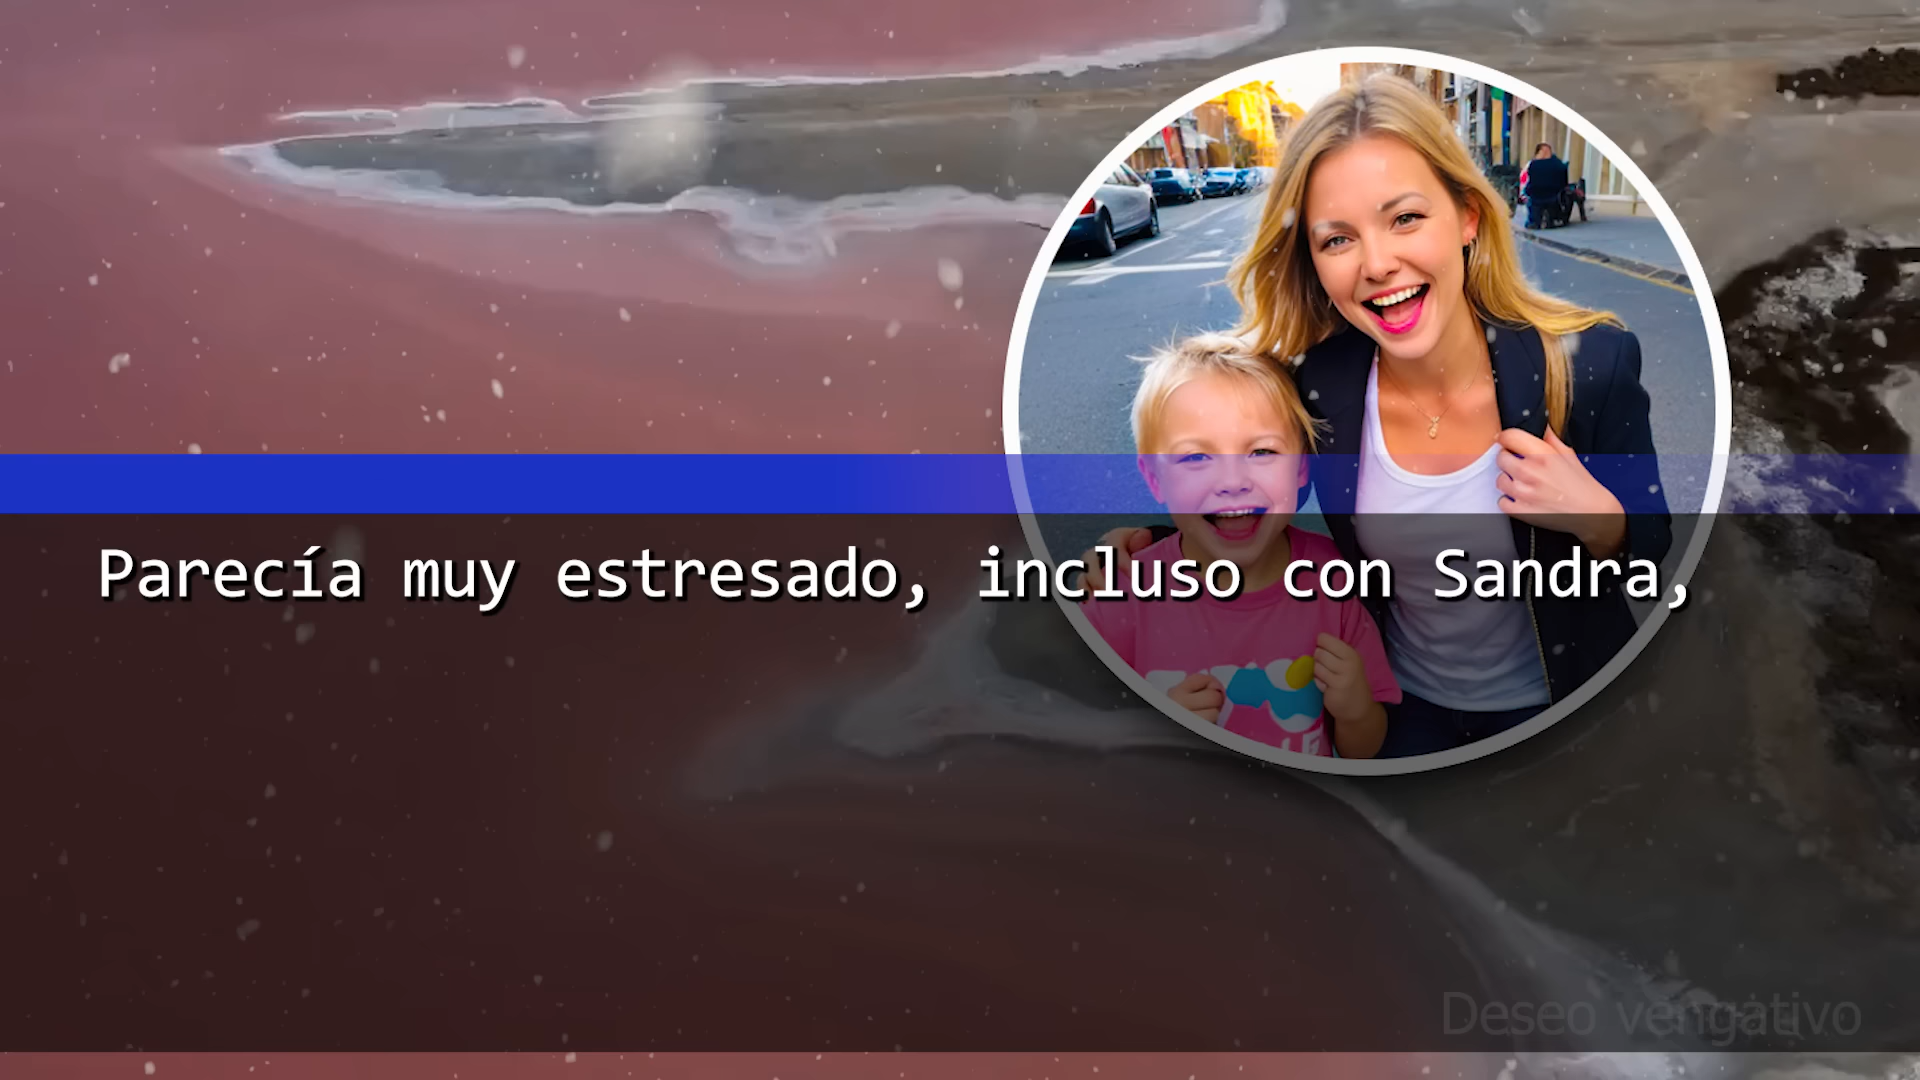 Parecía muy estresado, incluso con Sandra,
Deseo vengativo